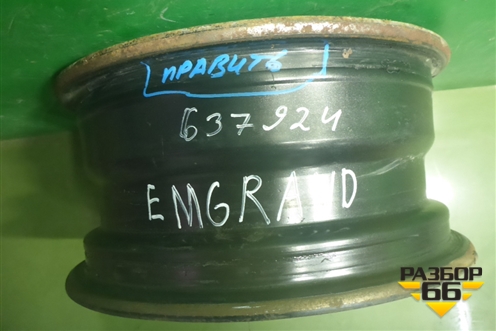 ПРАВИТЬ
637924
EMGRAND
РАЗБОР
66